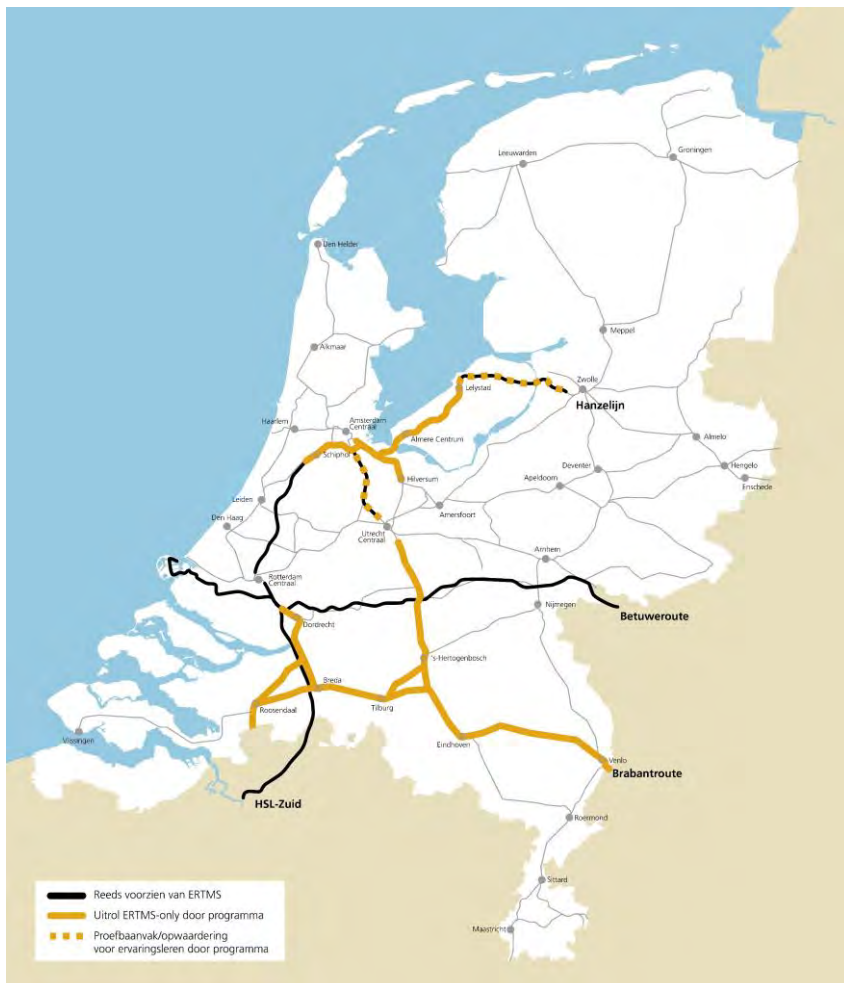 Leeuwarden
Groningen
Den Helder
Meppel
Alkmaar
Zwolle
Lelystad
Hanzelijn
Haarlem
Amsterdam
Centraal
Almere Centrum
Almelo
Schiphol
Hengelo
Deventer
Hilversum
Apeldoorn
Enschede
Leiden
Amersfoort
Den Haag
Utrecht
Centraal
Arnhem
Rotterdam
Centraal
Nijmegen
Betuweroute
Dordrecht
's-Hertogenbosch
Breda
Roosendaal
Tilburg
Vlissingen
Eindhoven
Venlo
Brabantroute
HSL-Zuid
Roermond
Sittard
Maastricht
Reeds voorzien van ERTMS
Uitrol ERTMS-only door programma
Proefbaanvak/opwaardering
voor ervaringsleren door programma